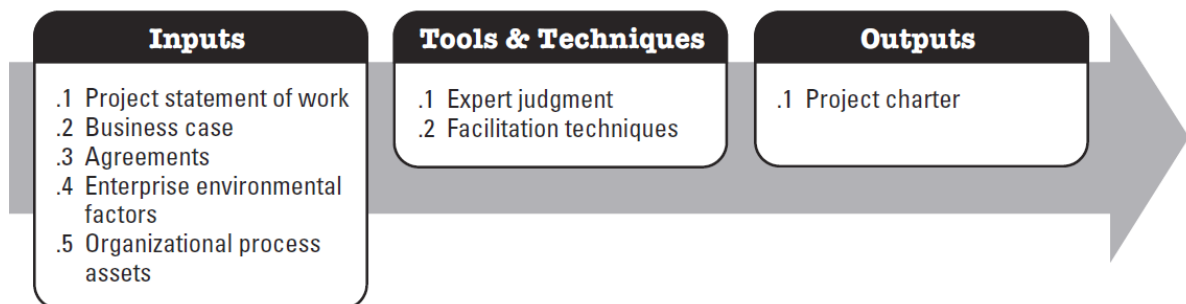 Inputs
.1 Project statement of work
.2 Business case
.3 Agreements
.4 Enterprise environmental
factors
.5 Organizational process
assets
Tools & Techniques
.1 Expert judgment
.2 Facilitation techniques
Outputs
.1 Project charter